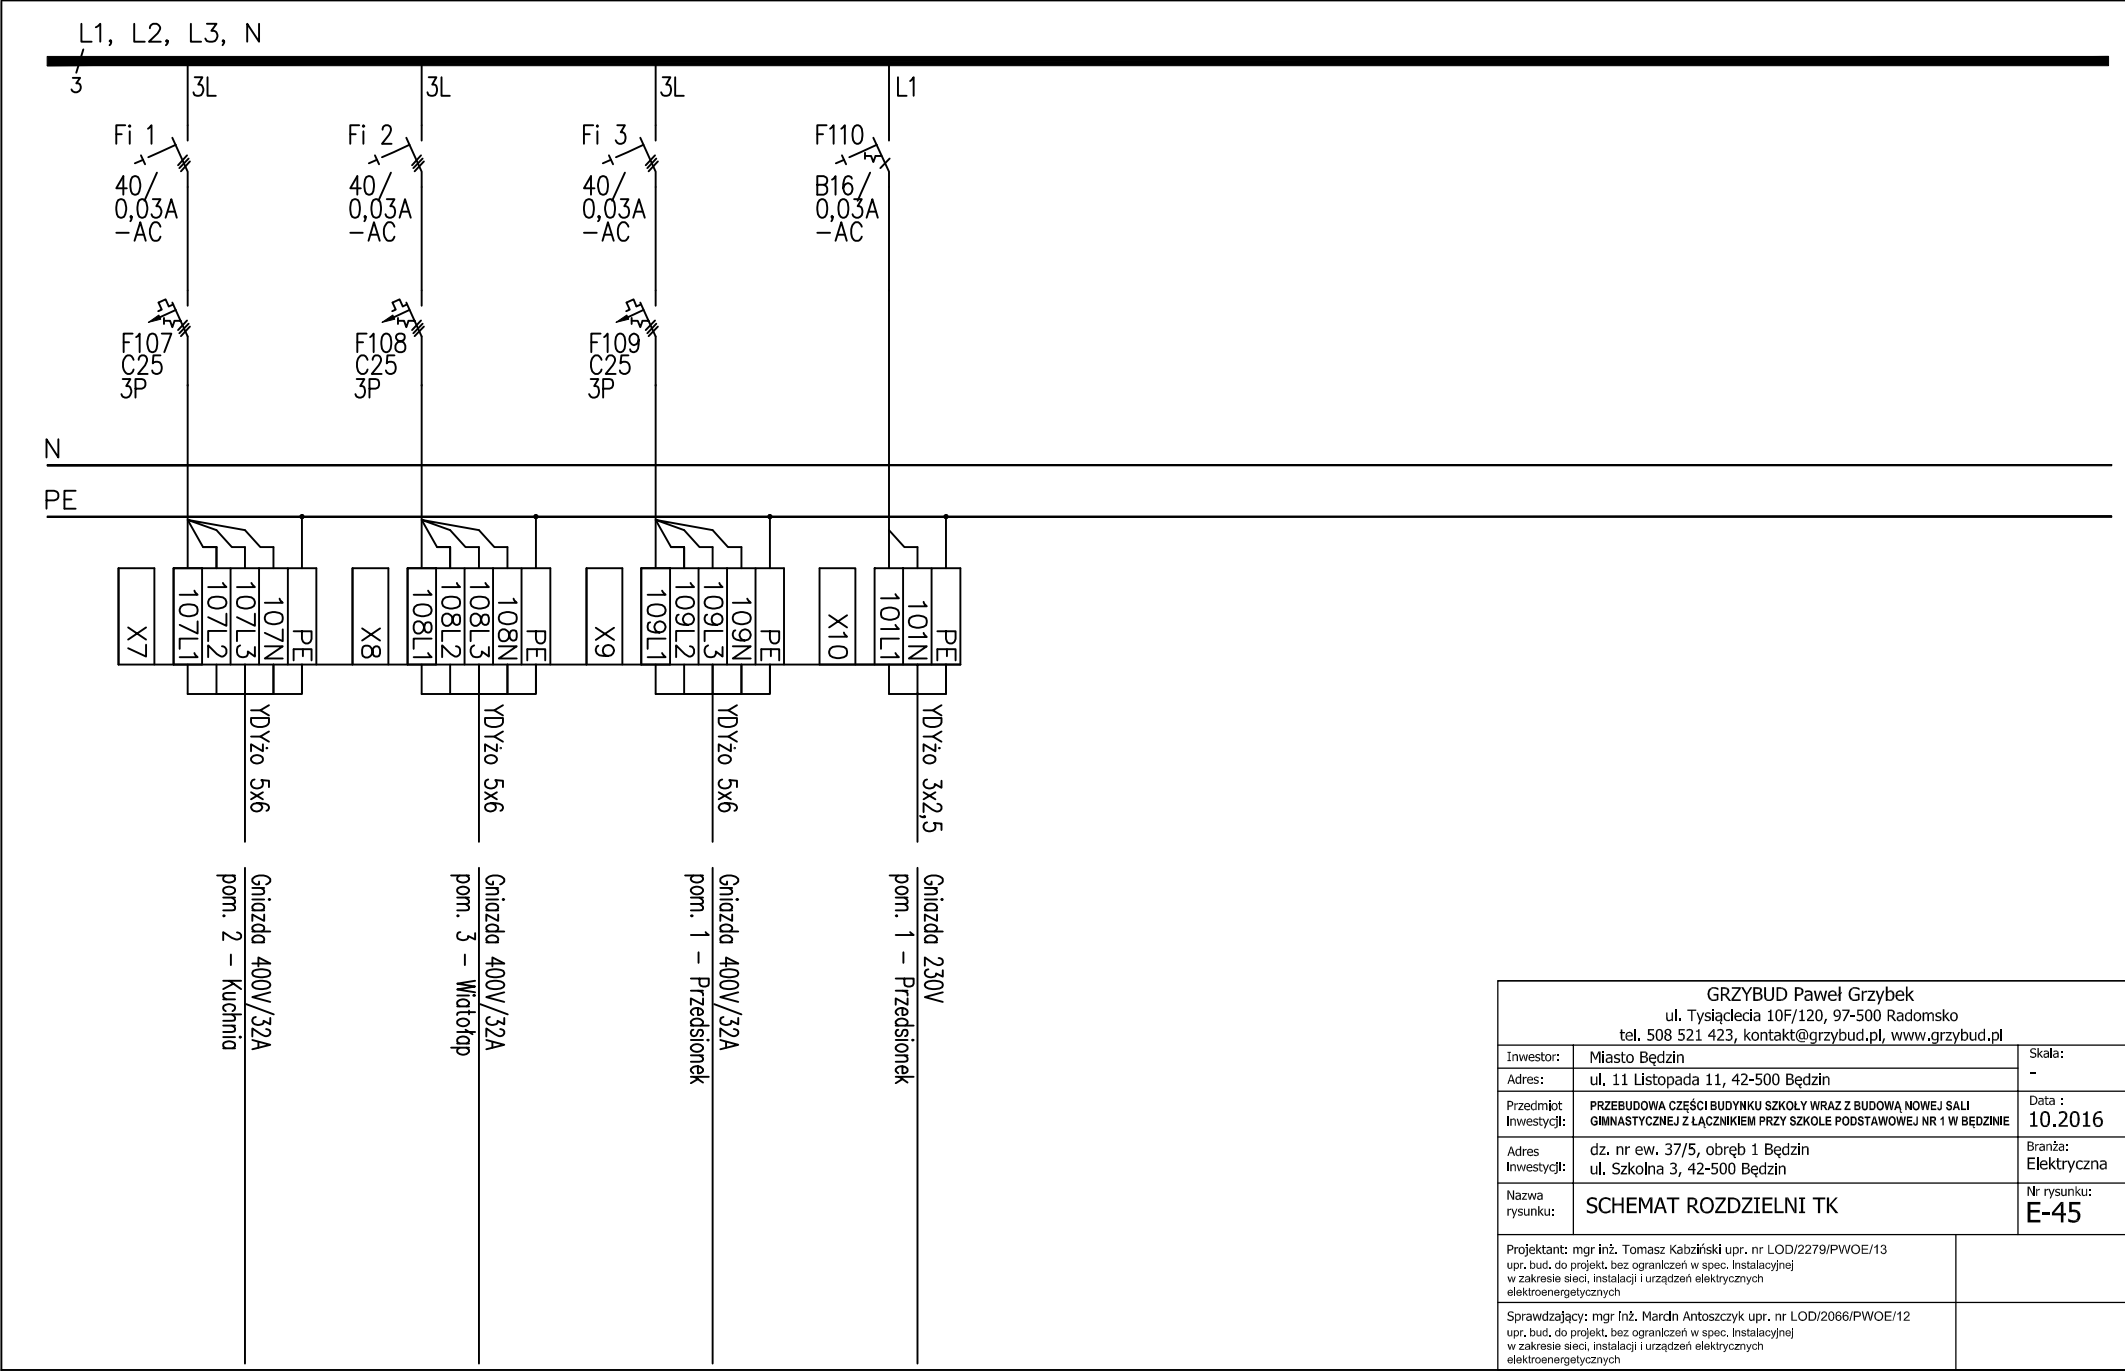 L1, L2, L3, N
3
3L
3L
3L
L1
Fi 1
40/
0,03A
-AC
Fi 2
40/
0,03A
-AC
Fi 3
40/
0,03A
-AC
F110
B16/
0,03A
-AC
F107
C25
3P
F108
C25
3P
F109
C25
3P
N
PE
X7
107L1
107L2
107L3
107N
PE
X8
108L1
108L2
108L3
108N
PE
X9
109L1
109L2
109L3
109N
PE
X10
101L1
101N
PE
YDYżo 5x6
YDYżo 5x6
YDYżo 5x6
YDYżo 3x2,5
Gniazda 400V/32A
pom. 2 - Kuchnia
Gniazda 400V/32A
pom. 3 - Wiatołap
Gniazda 400V/32A
pom. 1 - Przedsionek
Gniazda 230V
pom. 1 - Przedsionek
GRZYBUD Paweł Grzybek
ul. Tysiąclecia 10F/120, 97-500 Radomsko
tel. 508 521 423, kontakt@grzybud.pl, www.grzybud.pl
Inwestor: Miasto Będzin
Skala:
-
Adres: ul. 11 Listopada 11, 42-500 Będzin
Przedmiot
Inwestycji:
PRZEBUDOWA CZĘŚCI BUDYNKU SZKOŁY WRAZ Z BUDOWĄ NOWEJ SALI
GIMNASTYCZNEJ Z ŁĄCZNIKIEM PRZY SZKOLE PODSTAWOWEJ NR 1 W BĘDZINIE
Data :
10.2016
Adres
Inwestycji:
dz. nr ew. 37/5, obręb 1 Będzin
ul. Szkolna 3, 42-500 Będzin
Branża:
Elektryczna
Nazwa
rysunku:
SCHEMAT ROZDZIELNI TK
Nr rysunku:
E-45
Projektant: mgr inż. Tomasz Kabziński upr. nr LOD/2279/PWOE/13
upr. bud. do projekt. bez ograniczeń w spec. Instalacyjnej
w zakresie sieci, instalacji i urządzeń elektrycznych
elektroenergetycznych
Sprawdzający: mgr inż. Marcin Antoszczyk upr. nr LOD/2066/PWOE/12
upr. bud. do projekt. bez ograniczeń w spec. Instalacyjnej
w zakresie sieci, instalacji i urządzeń elektrycznych
elektroenergetycznych